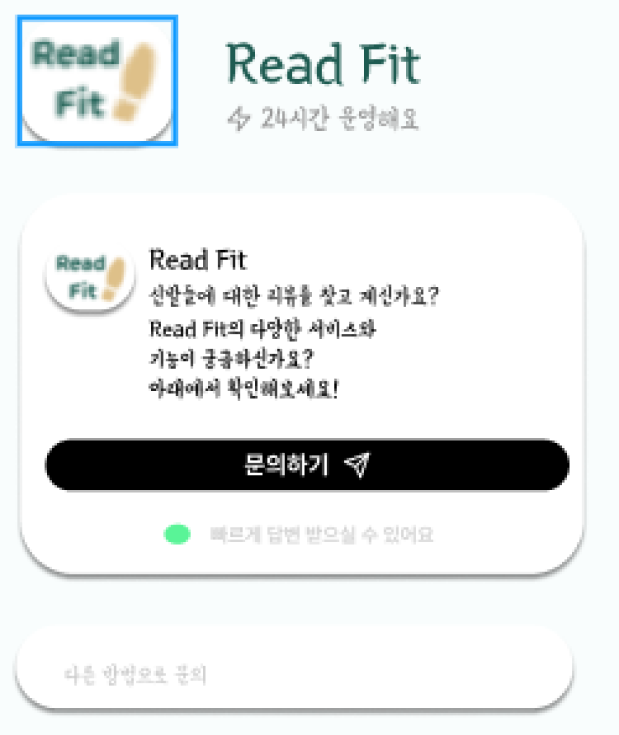 Read
Fit
Read Fit
24시간 운영해요
Read
Fit
Read Fit
신발들에 대한 리뷰를 찾고 계신가요?
Read Fit의 다양한 서비스와
기능이 궁금하신가요?
아래에서 확인해보세요!
문의하기
빠르게 답변 받으실 수 있어요
다른 방법으로 문의